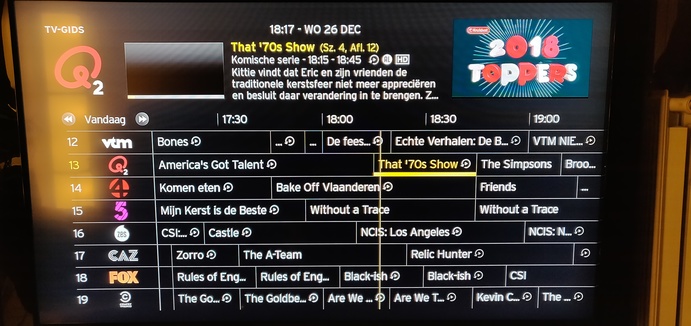 TV-GIDS
18:17 - WO 26 DEC
That '70s Show (Sz. 4, Afl. 12)
Komische serie - 18:15 - 18:45 HD
Kittie vindt dat Eric en zijn vrienden de
traditionele kerstsfeer niet meer appreciëren
en besluit daar verandering in te brengen. Z...
2
2018
TOPPERS
Vandaag 17:30 18:00 18:30 19:00
12 vtm Bones ... ... De fees... Echte Verhalen: De B... VTM NIE...
13 2 America's Got Talent That '70s Show The Simpsons Broo...
14 4 Komen eten Bake Off Vlaanderen Friends ...
15 5 Mijn Kerst is de Beste Without a Trace Without a Trace
16 zes CSI:... Castle NCIS: Los Angeles NCIS: N...
17 CAZ Zorro The A-Team Relic Hunter
18 FOX Rules of Eng... Rules of Eng... Black-ish Black-ish CSI
19 The Go... The Goldbe... Are We ... Are We T... Kevin C... The ...